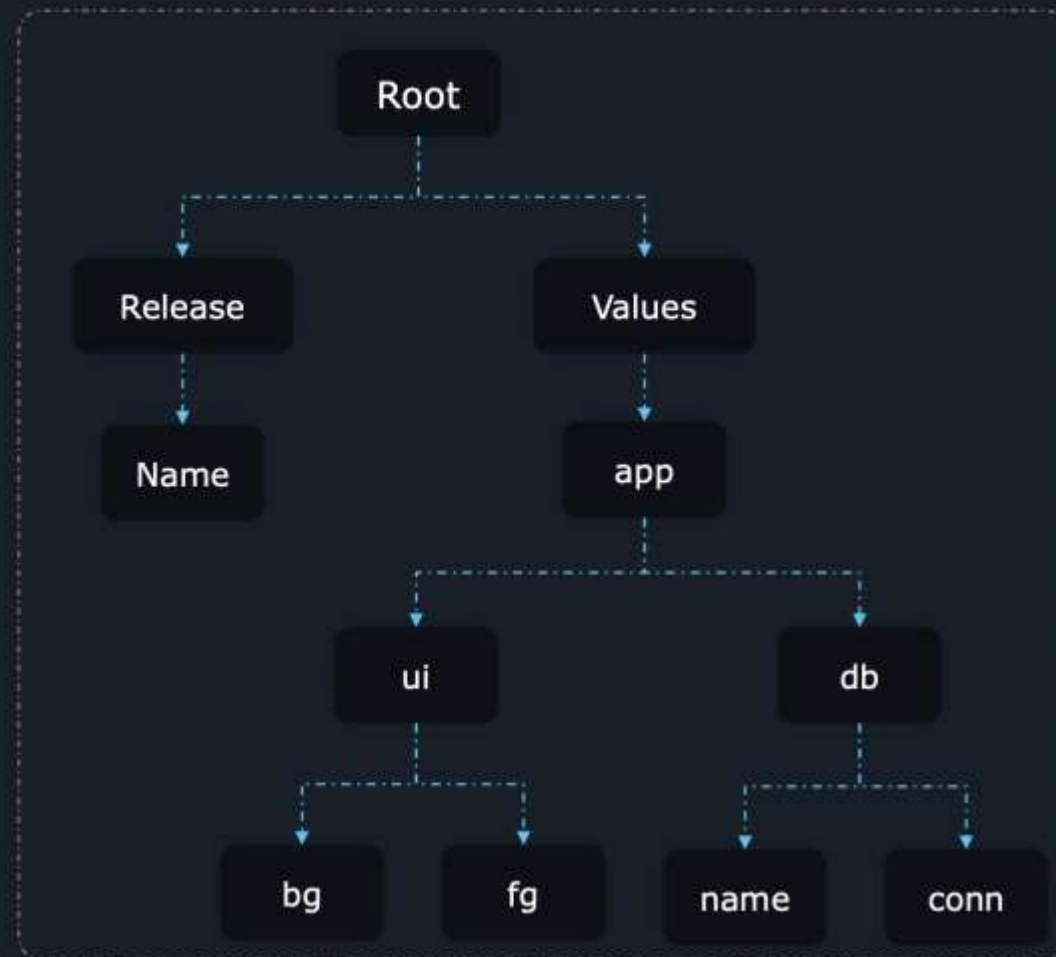 Root
Release
Values
Name
app
ui
db
bg
fg
name
conn